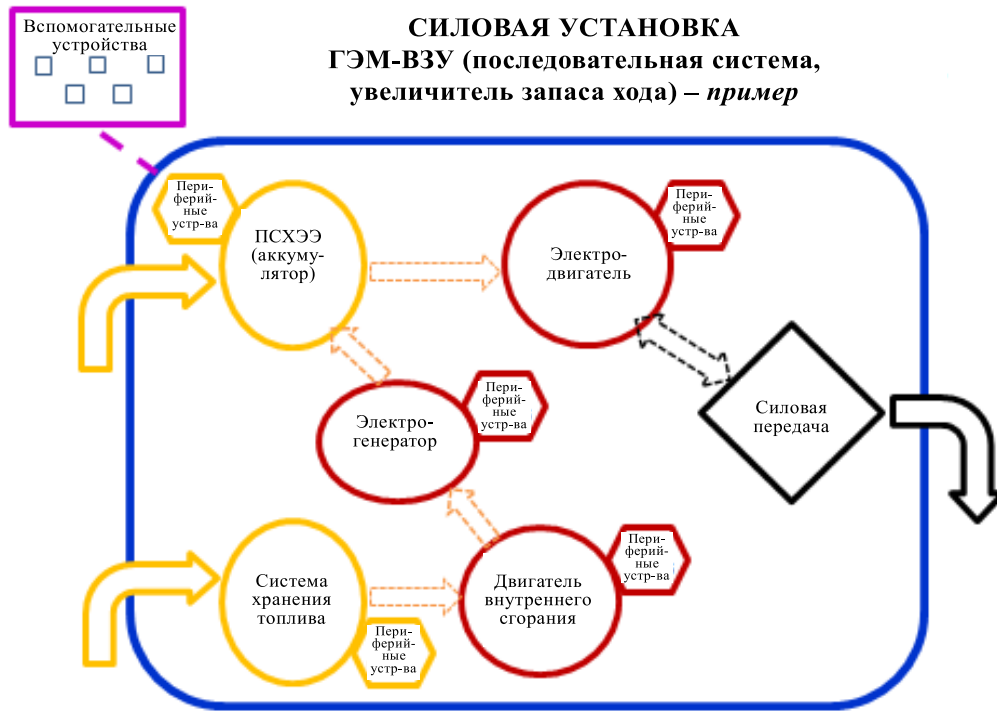 Вспомогательные
устройства
СИЛОВАЯ УСТАНОВКА
ГЭМ-ВЗУ (последовательная система,
увеличитель запаса хода) – пример
Пери-
ферий-
ные
устр-ва
ПСХЭЭ
(аккуму-
лятор)
Электро-
двигатель
Пери-
ферий-
ные
устр-ва
Электро-
генератор
Пери-
ферий-
ные
устр-ва
Силовая
передача
Система
хранения
топлива
Пери-
ферий-
ные
устр-ва
Двигатель
внутреннего
сгорания
Пери-
ферий-
ные
устр-ва